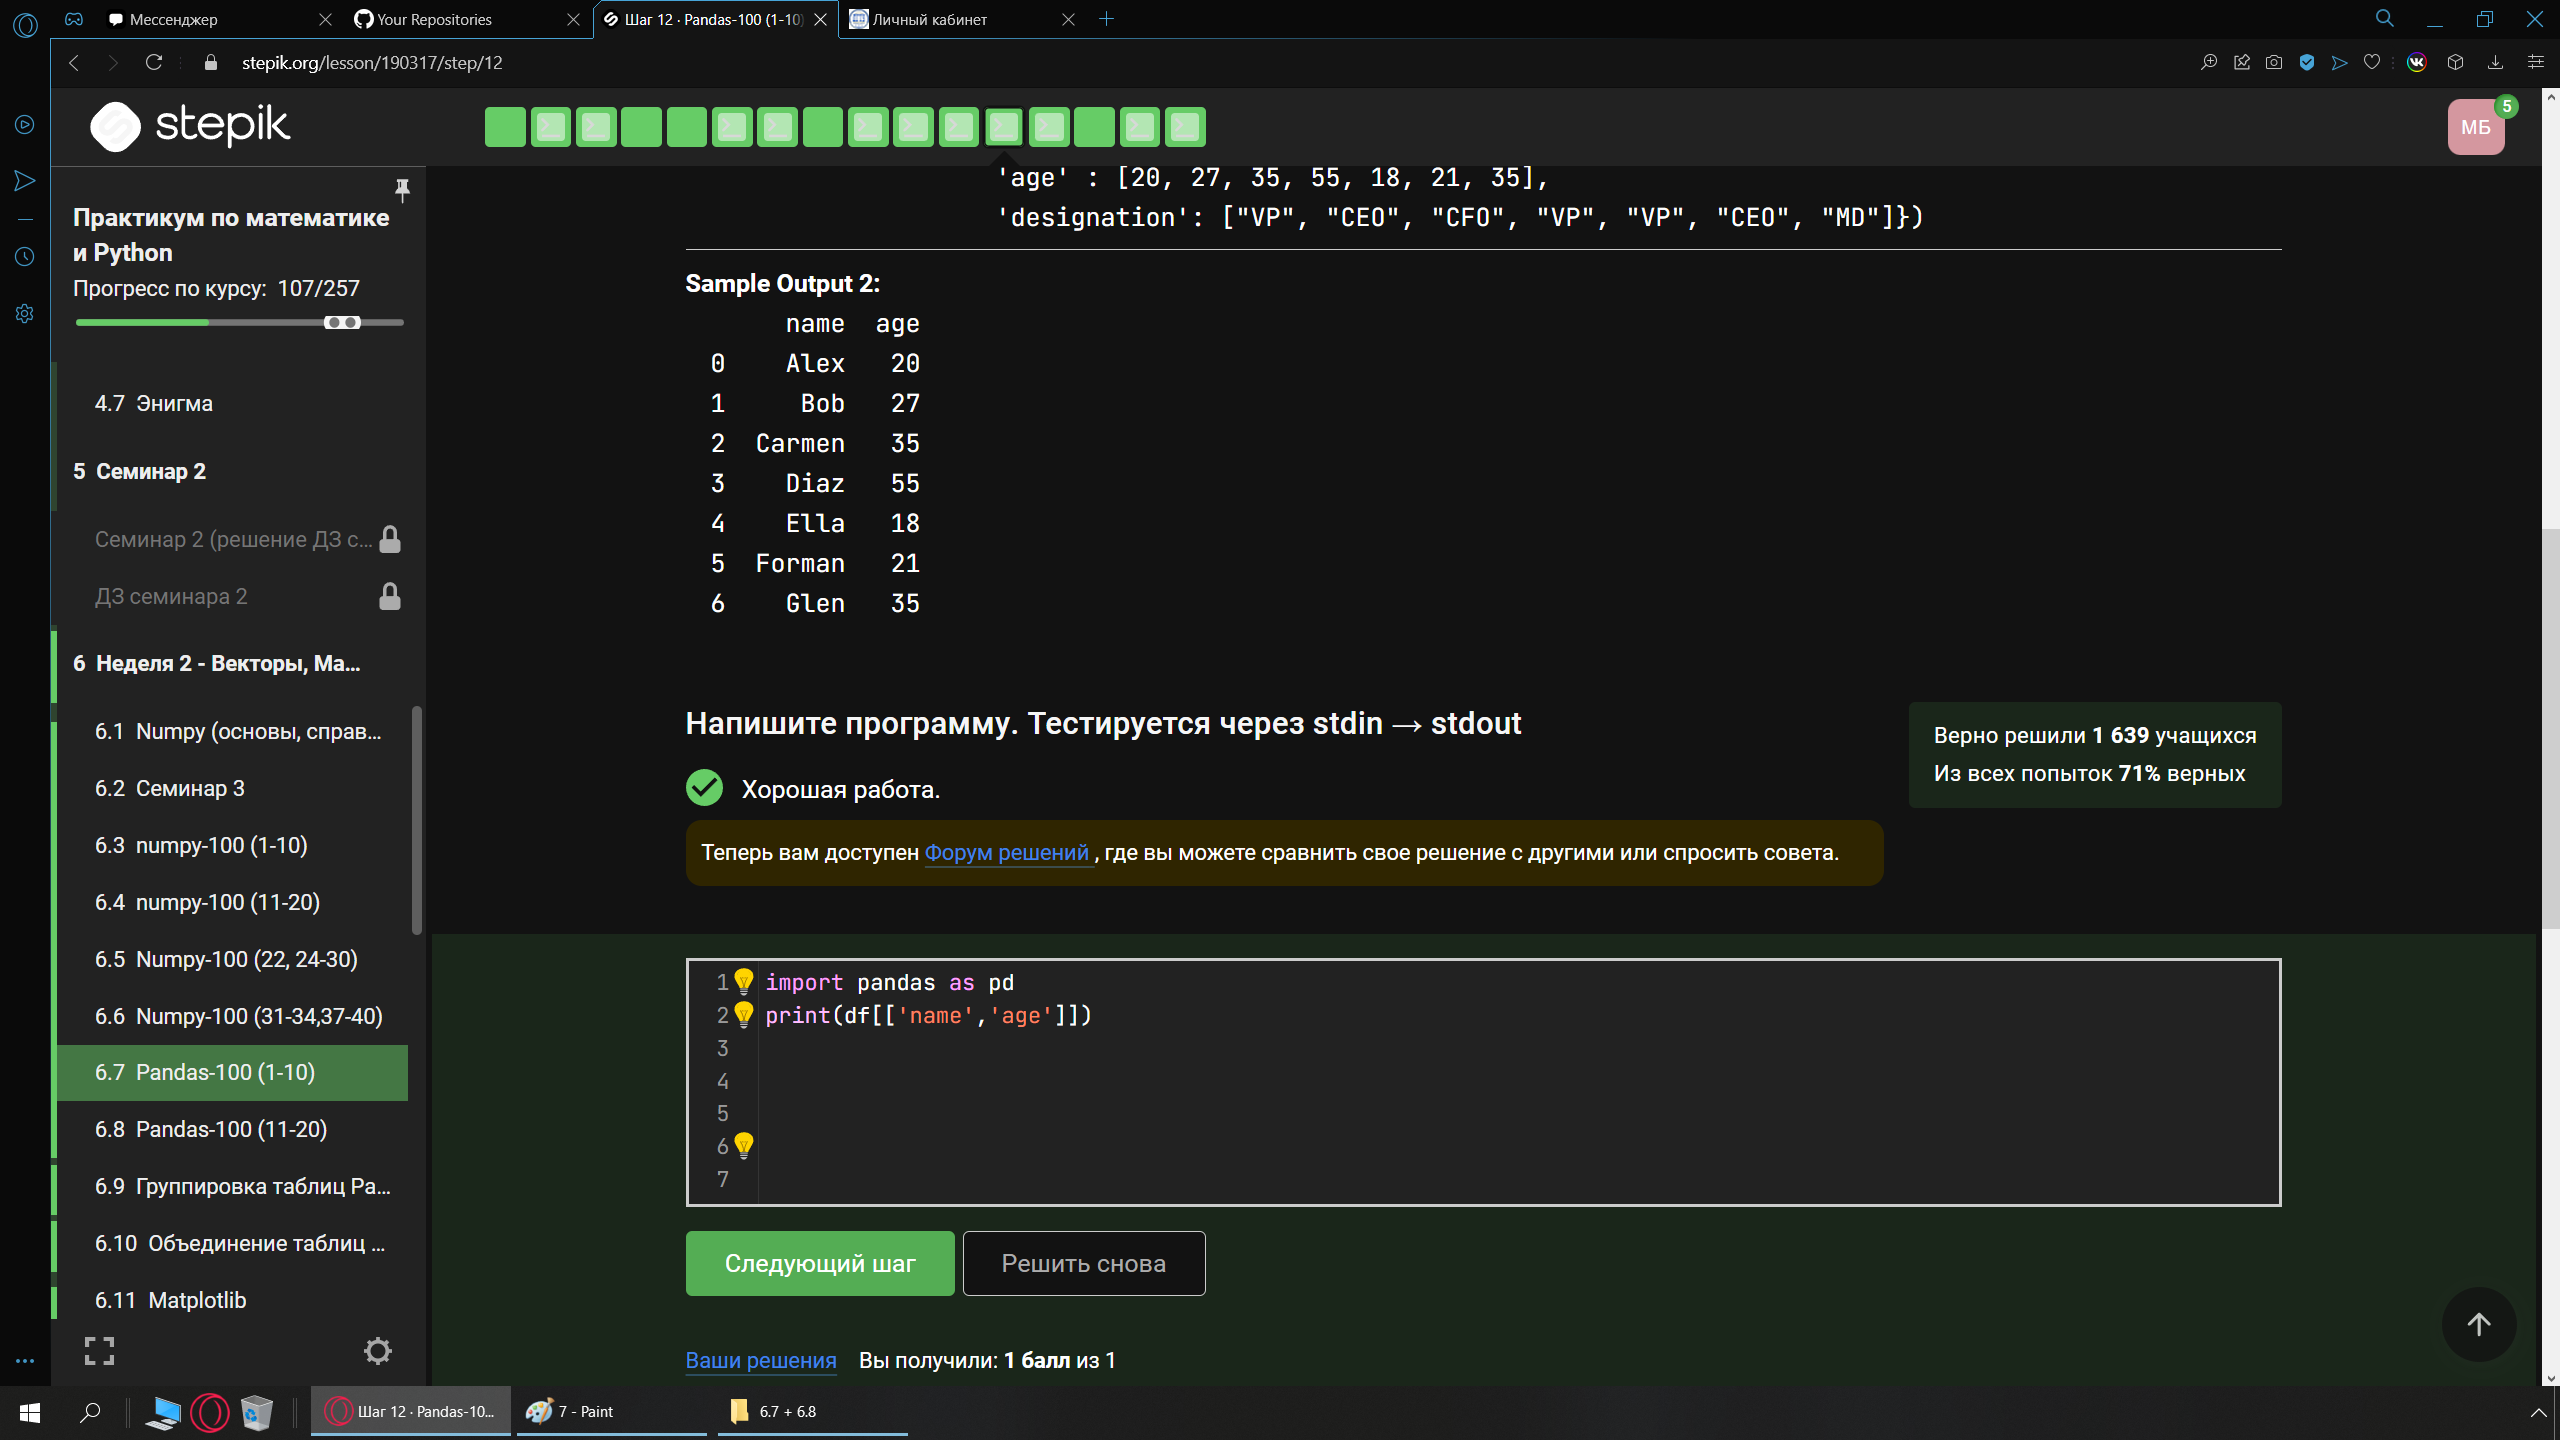 Мессенджер
Your Repositories
Шаг 12 · Pandas-100 (1-10)
Личный кабинет
stepik.org/lesson/190317/step/12
stepik
МБ
5
Практикум по математике
и Python
Прогресс по курсу: 107/257
4.7 Энигма
5 Семинар 2
Семинар 2 (решение ДЗ с...
ДЗ семинара 2
6 Неделя 2 - Векторы, Ма...
6.1 Numpy (основы, справ...
6.2 Семинар 3
6.3 numpy-100 (1-10)
6.4 numpy-100 (11-20)
6.5 Numpy-100 (22, 24-30)
6.6 Numpy-100 (31-34,37-40)
6.7 Pandas-100 (1-10)
6.8 Pandas-100 (11-20)
6.9 Группировка таблиц Pa...
6.10 Объединение таблиц ...
6.11 Matplotlib
'age' : [20, 27, 35, 55, 18, 21, 35],
'designation': ["VP", "CEO", "CFO", "VP", "VP", "CEO", "MD"]})
Sample Output 2:
name age
0 Alex 20
1 Bob 27
2 Carmen 35
3 Diaz 55
4 Ella 18
5 Forman 21
6 Glen 35
Напишите программу. Тестируется через stdin → stdout
Верно решили 1 639 учащихся
Из всех попыток 71% верных
Хорошая работа.
Теперь вам доступен Форум решений , где вы можете сравнить свое решение с другими или спросить совета.
1 import pandas as pd
2 print(df[['name','age']])
3
4
5
6
7
Следующий шаг
Решить снова
Ваши решения Вы получили: 1 балл из 1
Шаг 12 · Pandas-10...
7 - Paint
6.7 + 6.8